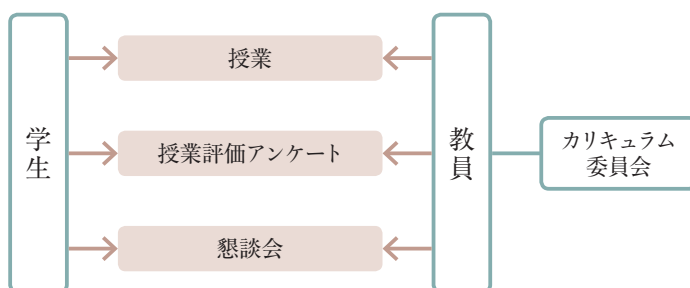 学生
授業
授業評価アンケート
懇談会
教員
カリキュラム
委員会